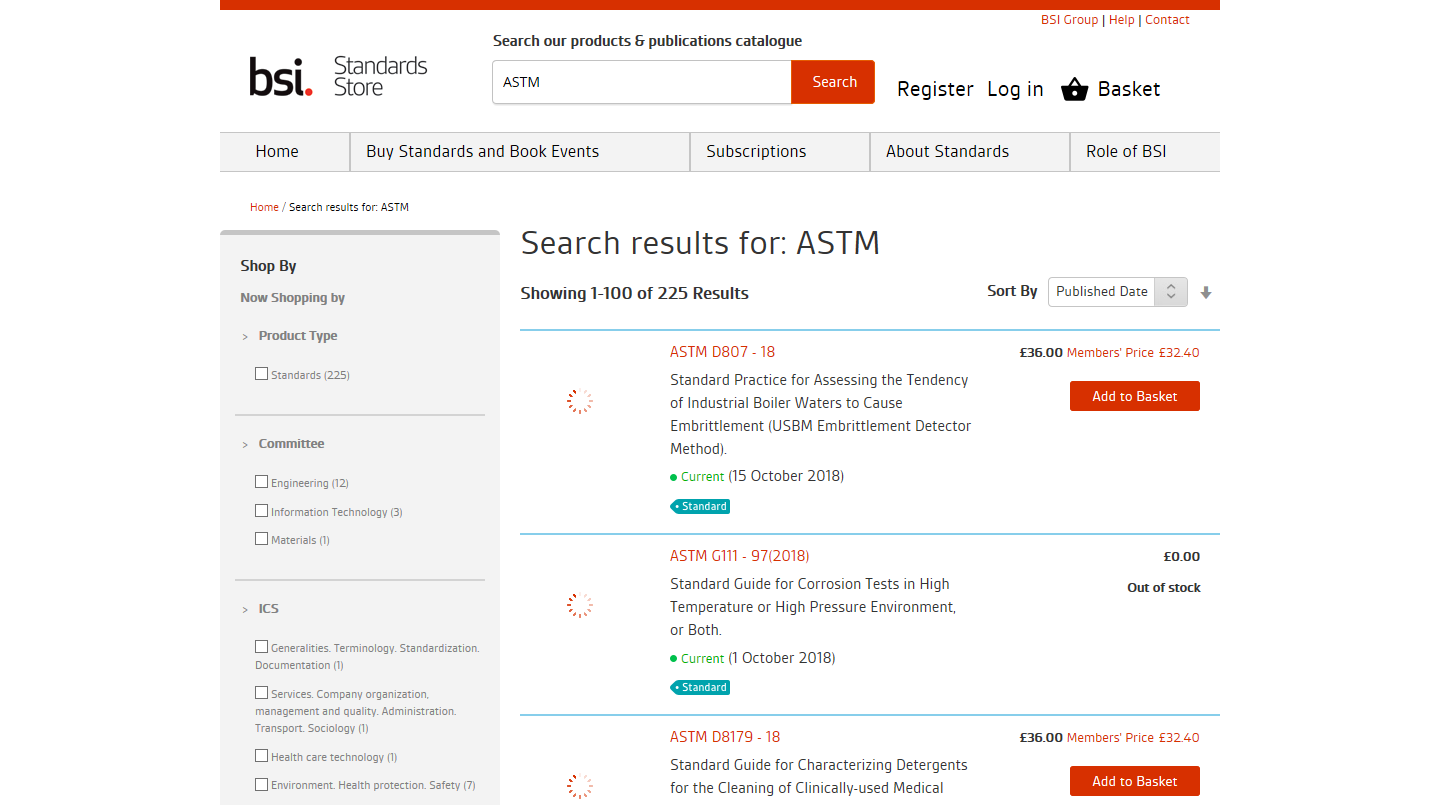 BSI Group | Help | Contact
Search our products & publications catalogue
bsi.
Standards
Store
ASTM
Search
Register
Log in
Basket
Home
Buy Standards and Book Events
Subscriptions
About Standards
Role of BSI
Home / Search results for: ASTM
Shop By
Now Shopping by
> Product Type
Standards (225)
> Committee
Engineering (12)
Information Technology (3)
Materials (1)
> ICS
Generalities. Terminology. Standardization.
Documentation (1)
Services. Company organization,
management and quality. Administration.
Transport. Sociology (1)
Health care technology (1)
Environment. Health protection. Safety (7)
Search results for: ASTM
Showing 1-100 of 225 Results
Sort By
Published Date
ASTM D807 - 18
£36.00 Members' Price £32.40
Standard Practice for Assessing the Tendency
of Industrial Boiler Waters to Cause
Embrittlement (USBM Embrittlement Detector
Method).
Add to Basket
Current (15 October 2018)
Standard
ASTM G111 - 97(2018)
£0.00
Standard Guide for Corrosion Tests in High
Temperature or High Pressure Environment,
or Both.
Out of stock
Current (1 October 2018)
Standard
ASTM D8179 - 18
£36.00 Members' Price £32.40
Standard Guide for Characterizing Detergents
for the Cleaning of Clinically-used Medical
Add to Basket